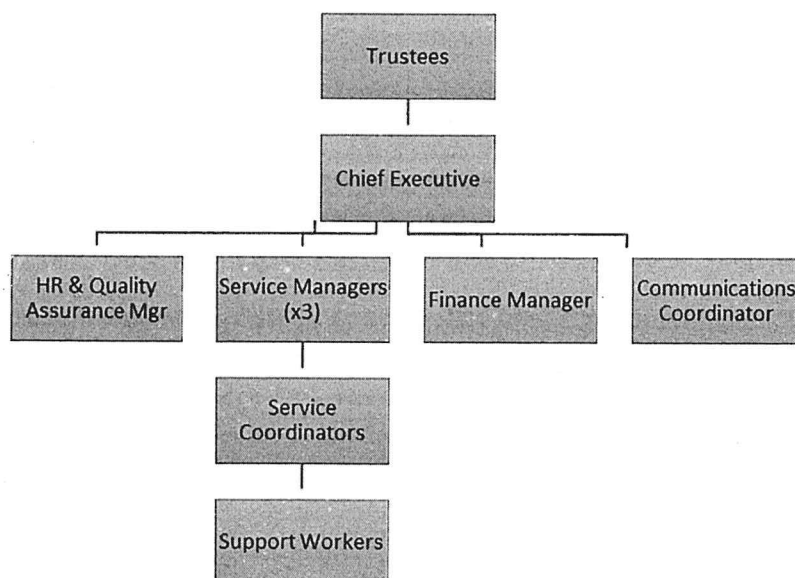 Trustees
Chief Executive
HR & Quality
Assurance Mgr
Service Managers
(x3)
Finance Manager
Communications
Coordinator
Service
Coordinators
Support Workers